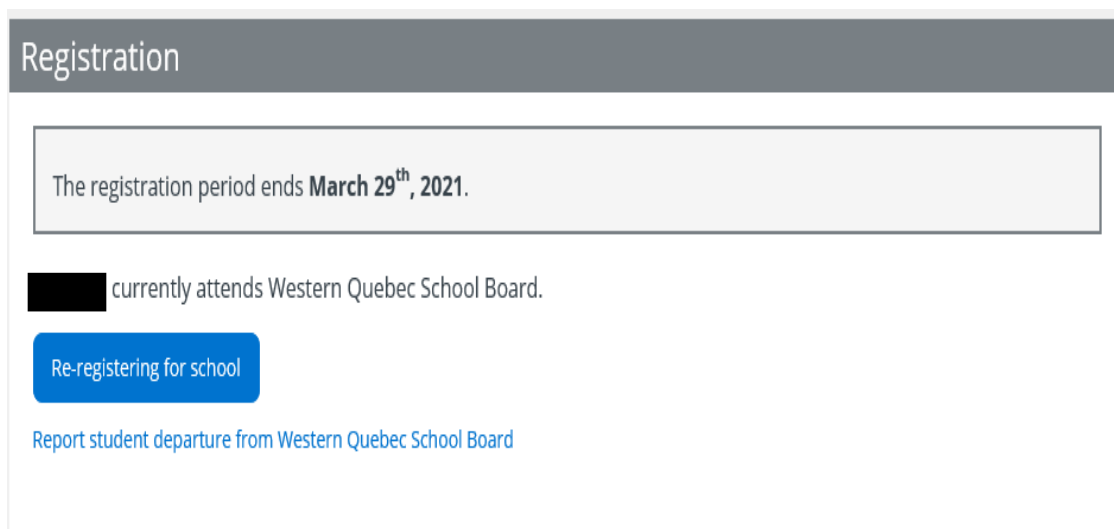 Registration
The registration period ends March 29th, 2021.
currently attends Western Quebec School Board.
Re-registering for school
Report student departure from Western Quebec School Board